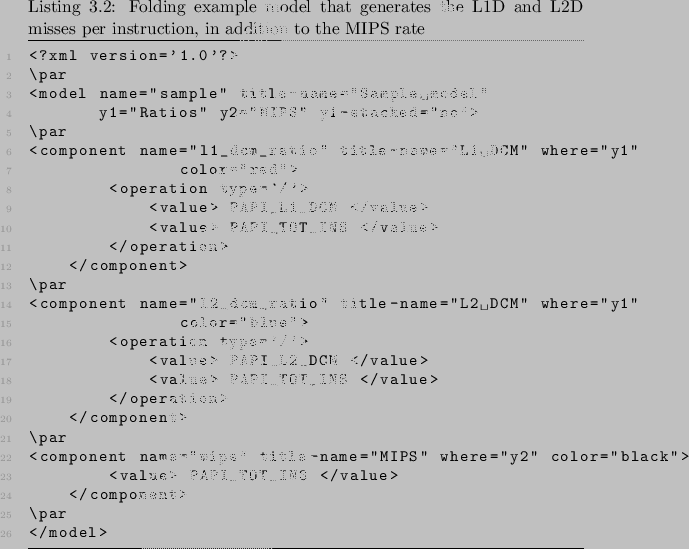 Listing 3.2: Folding example model that generates the L1D and L2D
misses per instruction, in addition to the MIPS rate
1 <?xml version='1.0'?>
2 \par
3 <model name="sample" title-name="Sample␣model"
4 y1="Ratios" y2="MIPS" y1-stacked="no">
5 \par
6 <component name="l1_dcm_ratio" title-name="L1␣DCM" where="y1"
7 color="red">
8 <operation type='/'>
9 <value> PAPI_L1_DCM </value>
10 <value> PAPI_TOT_INS </value>
11 </operation>
12 </component>
13 \par
14 <component name="l2_dcm_ratio" title-name="L2␣DCM" where="y1"
15 color="blue">
16 <operation type='/'>
17 <value> PAPI_L2_DCM </value>
18 <value> PAPI_TOT_INS </value>
19 </operation>
20 </component>
21 \par
22 <component name="mips" title-name="MIPS" where="y2" color="black">
23 <value> PAPI_TOT_INS </value>
24 </component>
25 \par
26 </model>